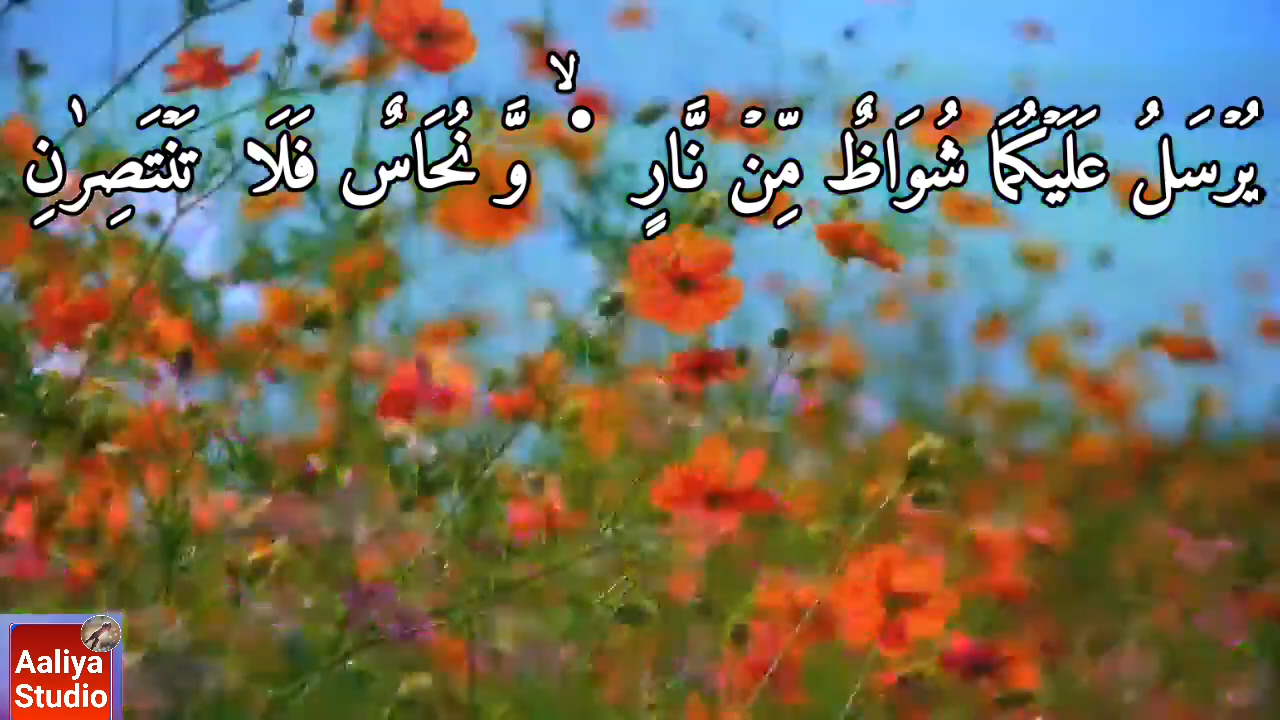 يُرْسَلُ عَلَيْكُمَا شُوَاظٌ مِّنْ نَّارٍ ۙ وَّ نُحَاسٌ فَلَا تَنْتَصِرٰنِ
Aaliya
Studio